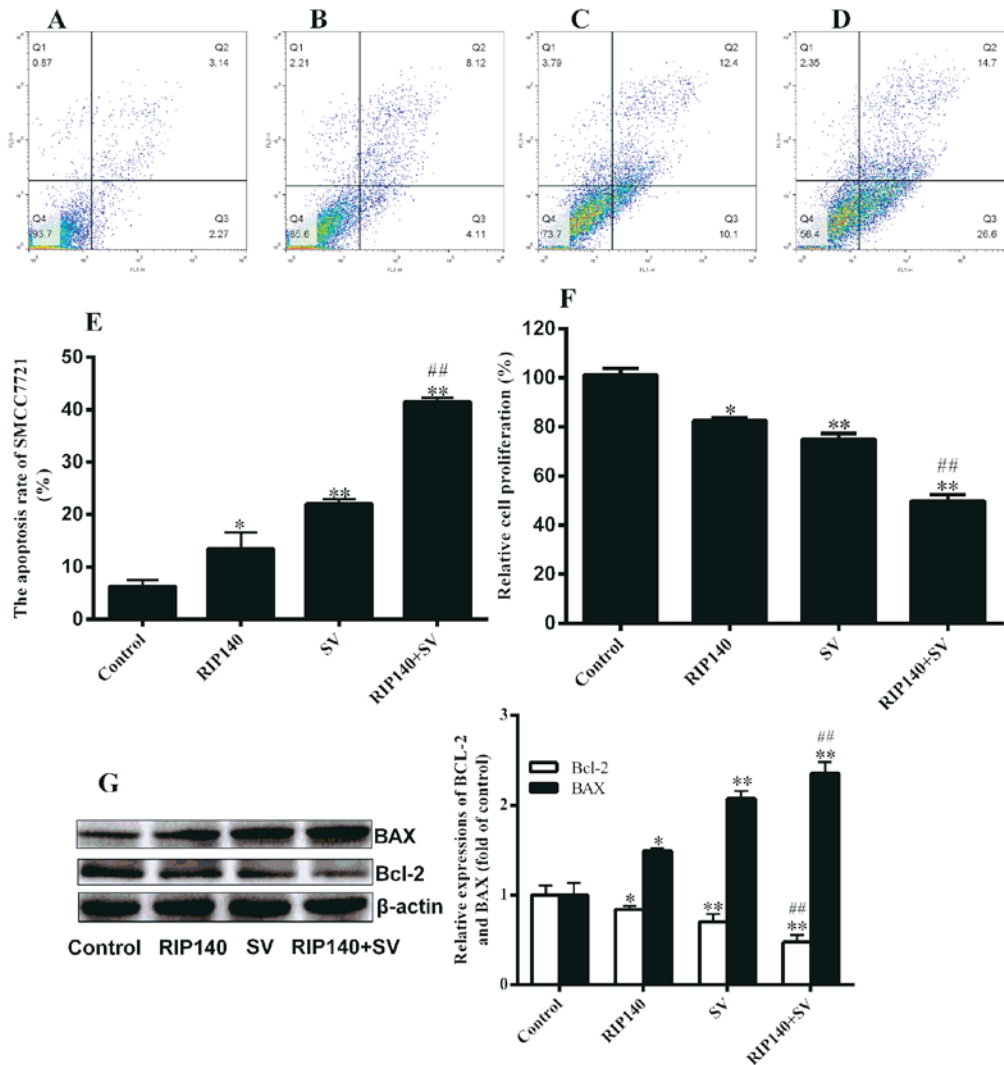 A
B
C
D
Q1
0.87
Q2
3.14
Q4
93.7
Q3
2.27
FL1-H
Q1
2.21
Q2
8.12
Q4
85.6
Q3
4.11
FL1-H
Q1
3.79
Q2
12.4
Q4
73.7
Q3
10.1
FL1-H
Q1
2.35
Q2
14.7
Q4
56.4
Q3
26.6
FL1-H
E
The apoptosis rate of SMCC7721
(%)
50
40
30
20
10
0
*
**
##
**
Control
RIP140
SV
RIP140+SV
F
Relative cell proliferation (%)
120
100
80
60
40
20
0
*
**
##
**
Control
RIP140
SV
RIP140+SV
G
BAX
Bcl-2
β-actin
Control RIP140 SV RIP140+SV
Relative expressions of BCL-2
and BAX (fold of control)
3
2
1
0
Bcl-2
BAX
*
*
**
**
##
**
##
**
Control
RIP140
SV
RIP140+SV